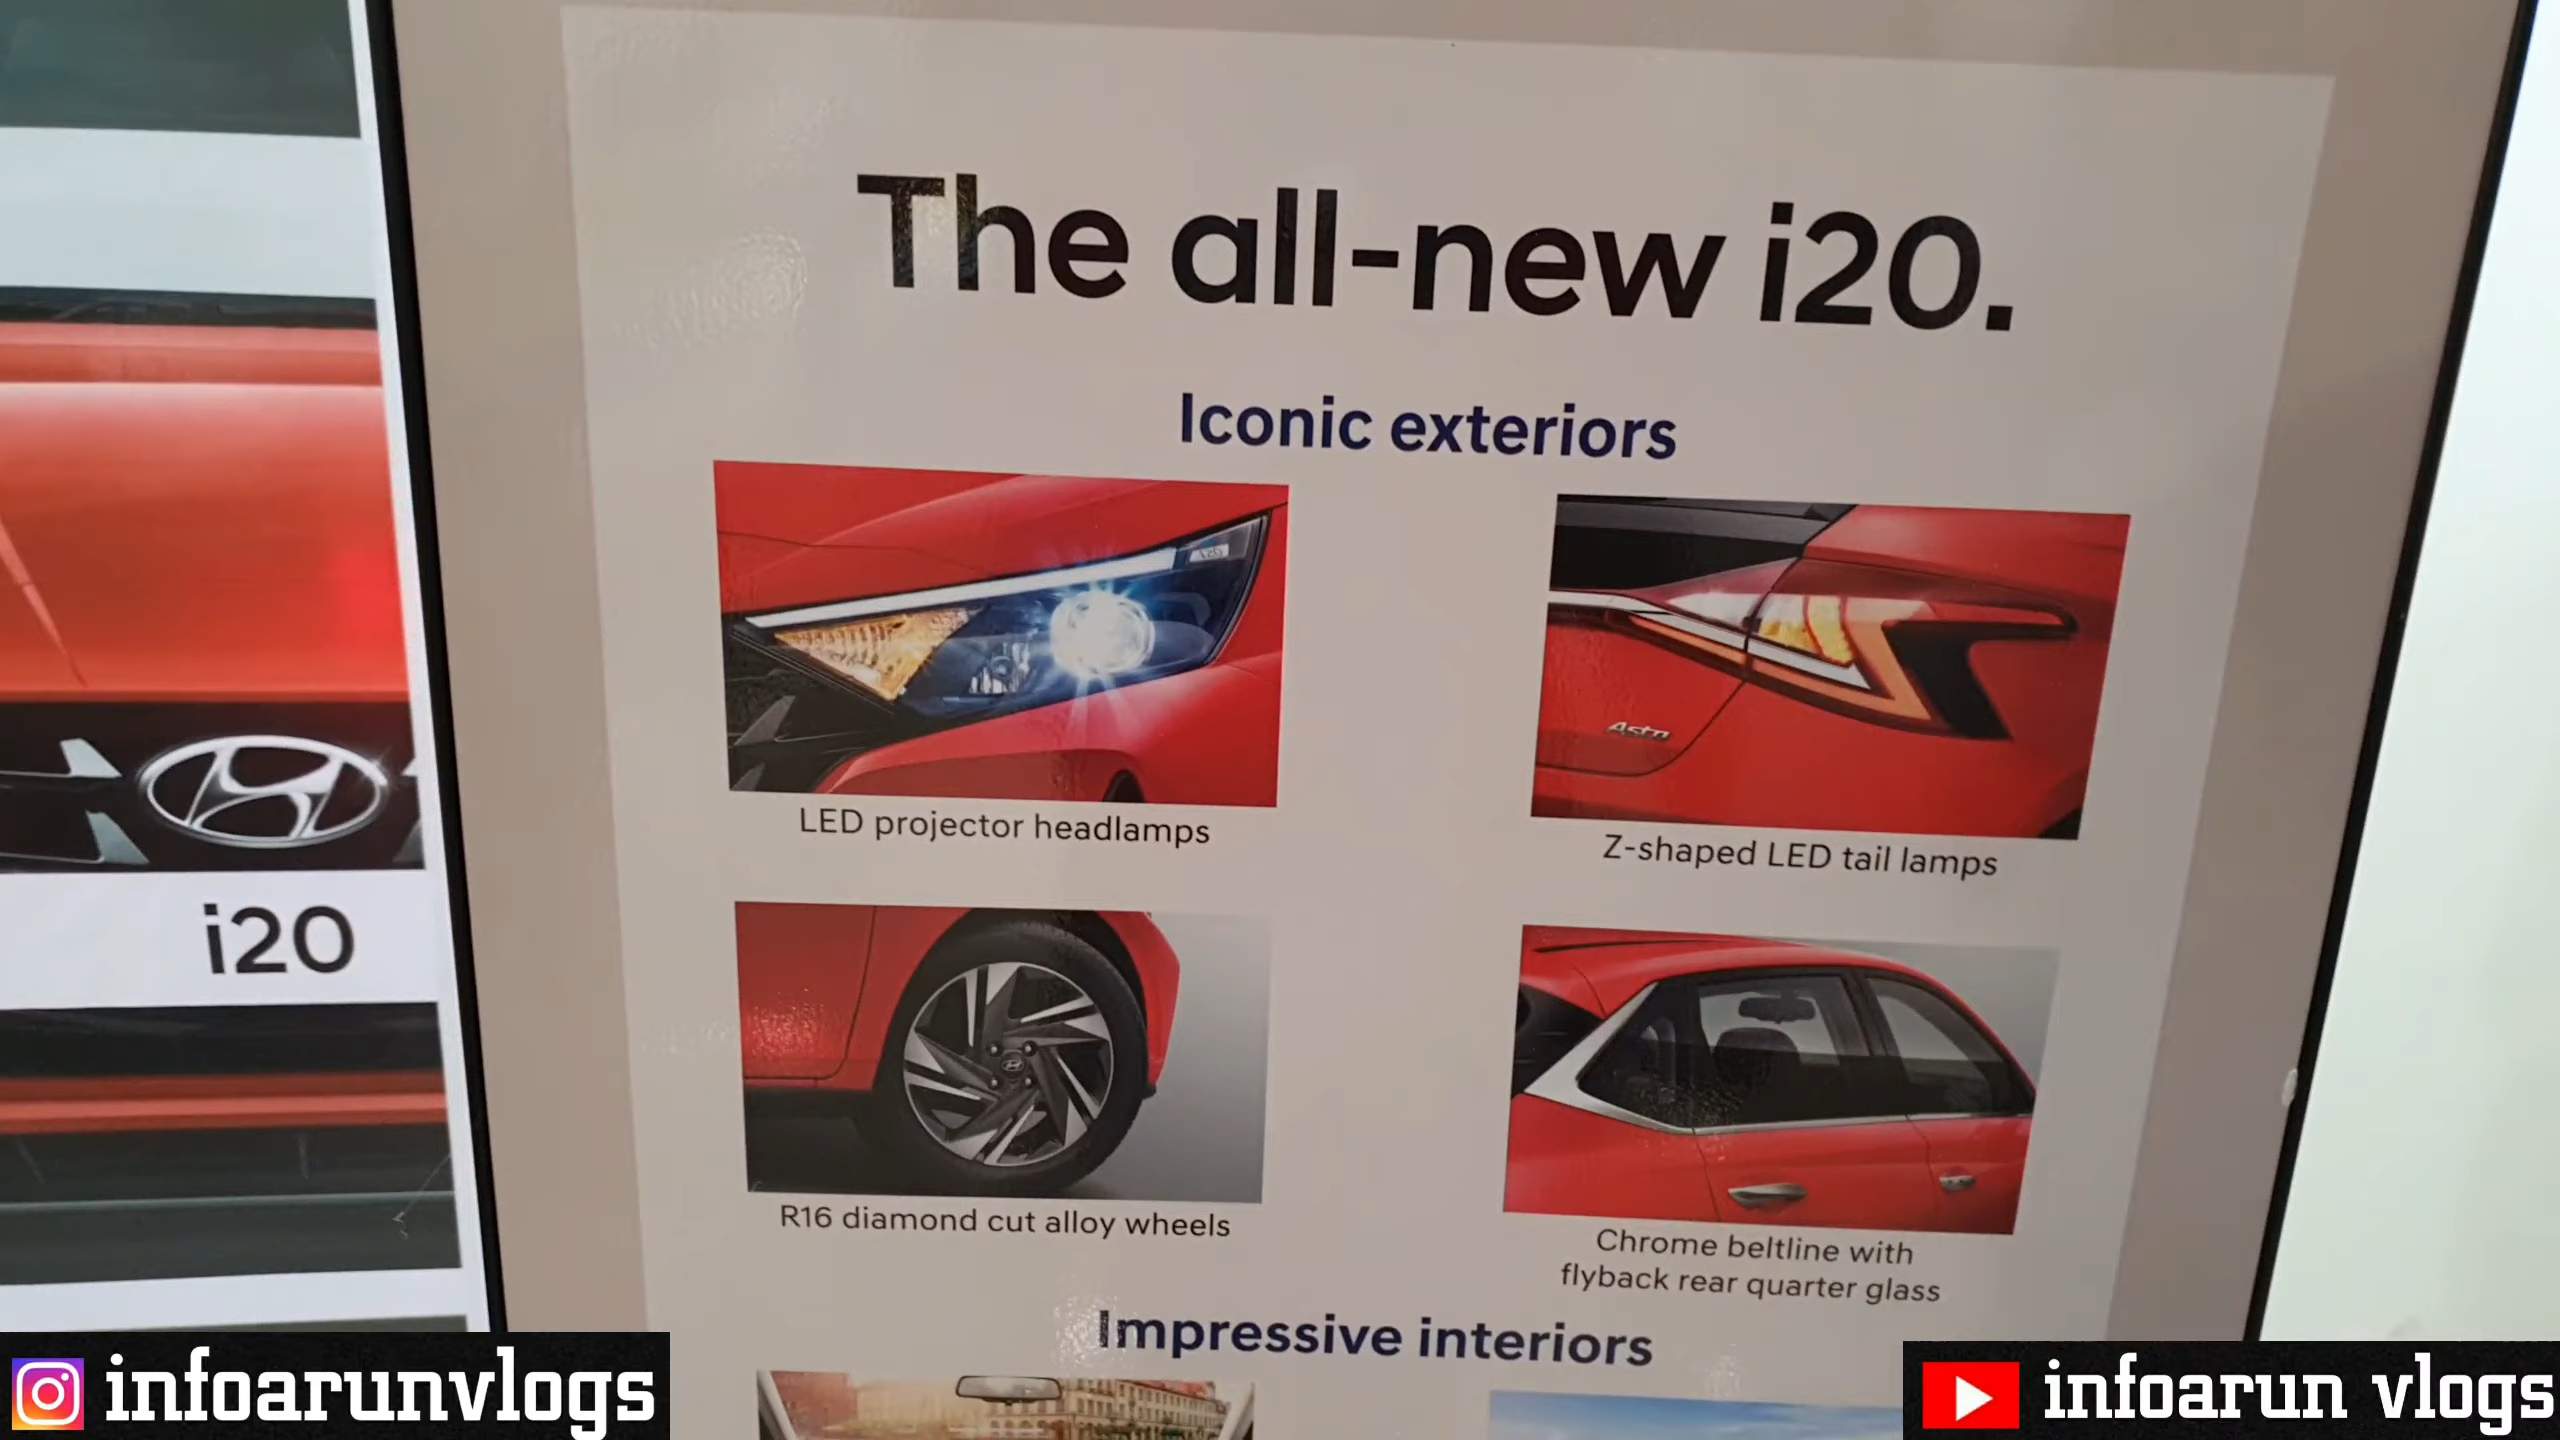 The all-new i20.
Iconic exteriors
LED projector headlamps
Z-shaped LED tail lamps
Asta
R16 diamond cut alloy wheels
Chrome beltline with
flyback rear quarter glass
Impressive interiors
i20
infoarunvlogs
infoarun vlogs